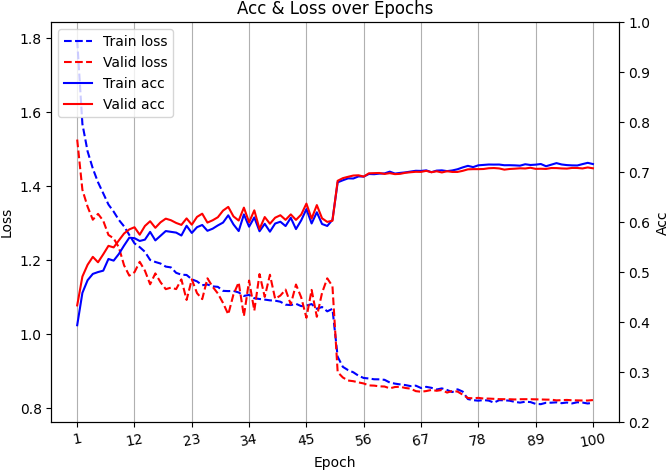 Acc & Loss over Epochs
Train loss
Valid loss
Train acc
Valid acc
1.8
1.6
1.4
1.2
1.0
0.8
Loss
1.0
0.9
0.8
0.7
0.6
0.5
0.4
0.3
0.2
Acc
1 12 23 34 45 56 67 78 89 100
Epoch